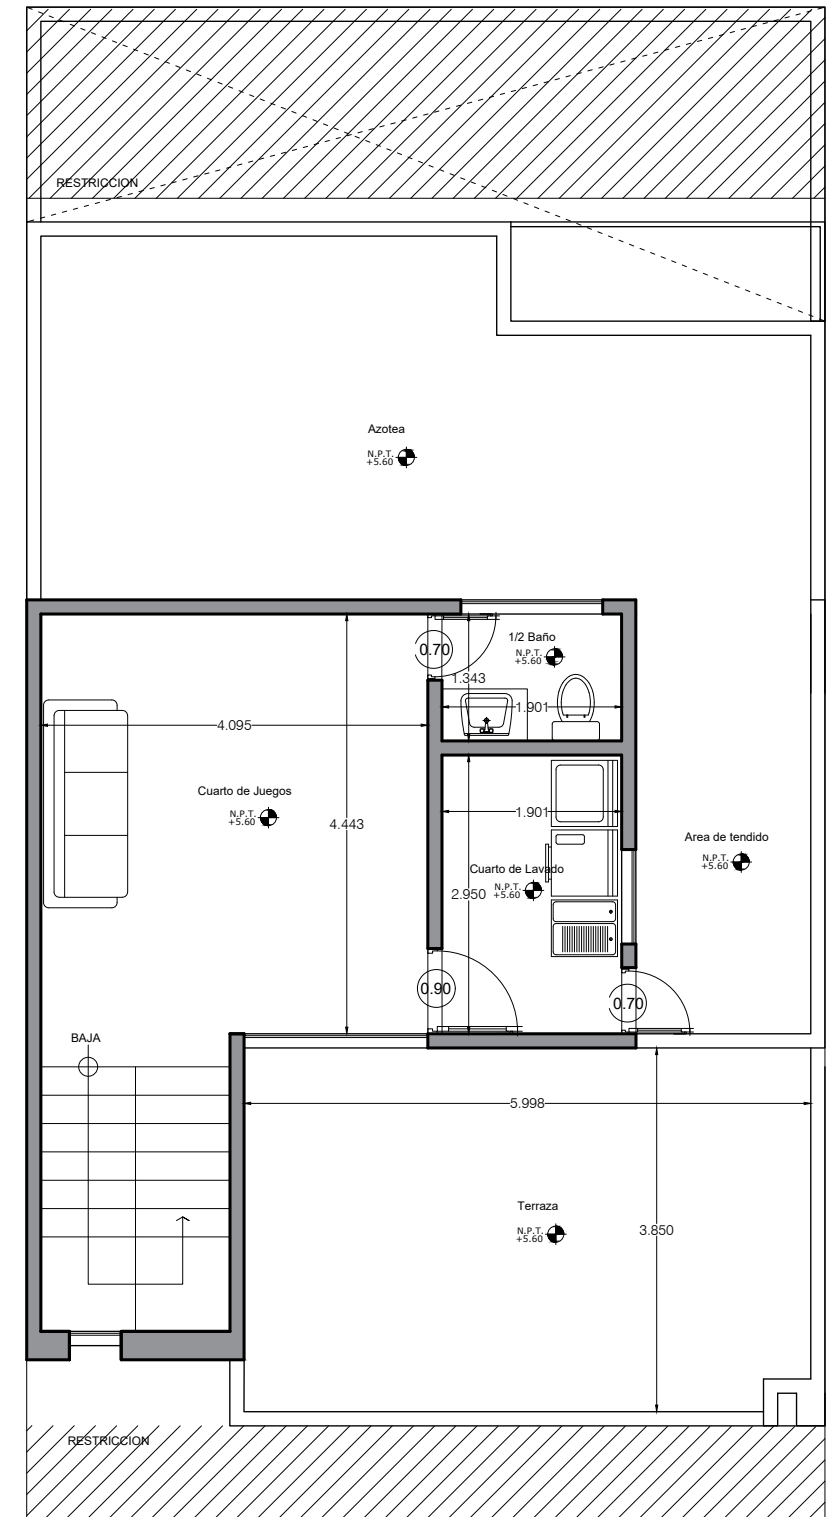 RESTRICCION
Azotea
N.P.T.
+5.60
0.70
1/2 Baño
N.P.T.
+5.60
1.343
1.901
4.095
Cuarto de Juegos
N.P.T.
+5.60
4.443
1.901
Area de tendido
N.P.T.
+5.60
Cuarto de Lavado
N.P.T.
+5.60
2.950
0.90
0.70
BAJA
5.998
Terraza
N.P.T.
+5.60
3.850
RESTRICCION